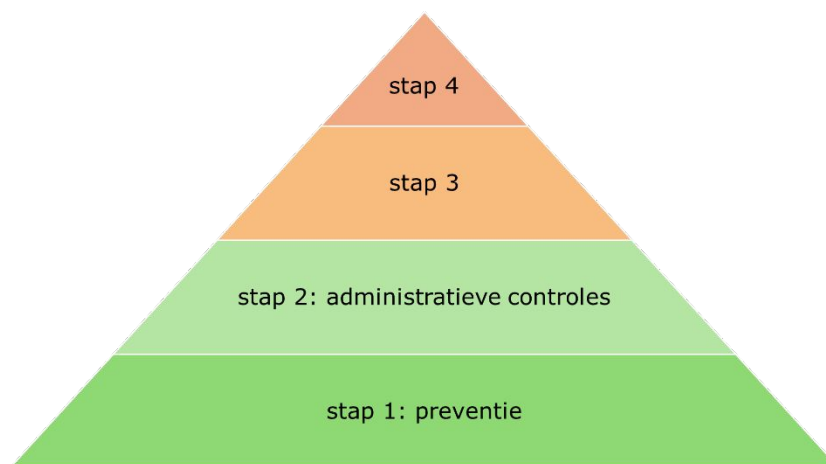 stap 4
stap 3
stap 2: administratieve controles
stap 1: preventie